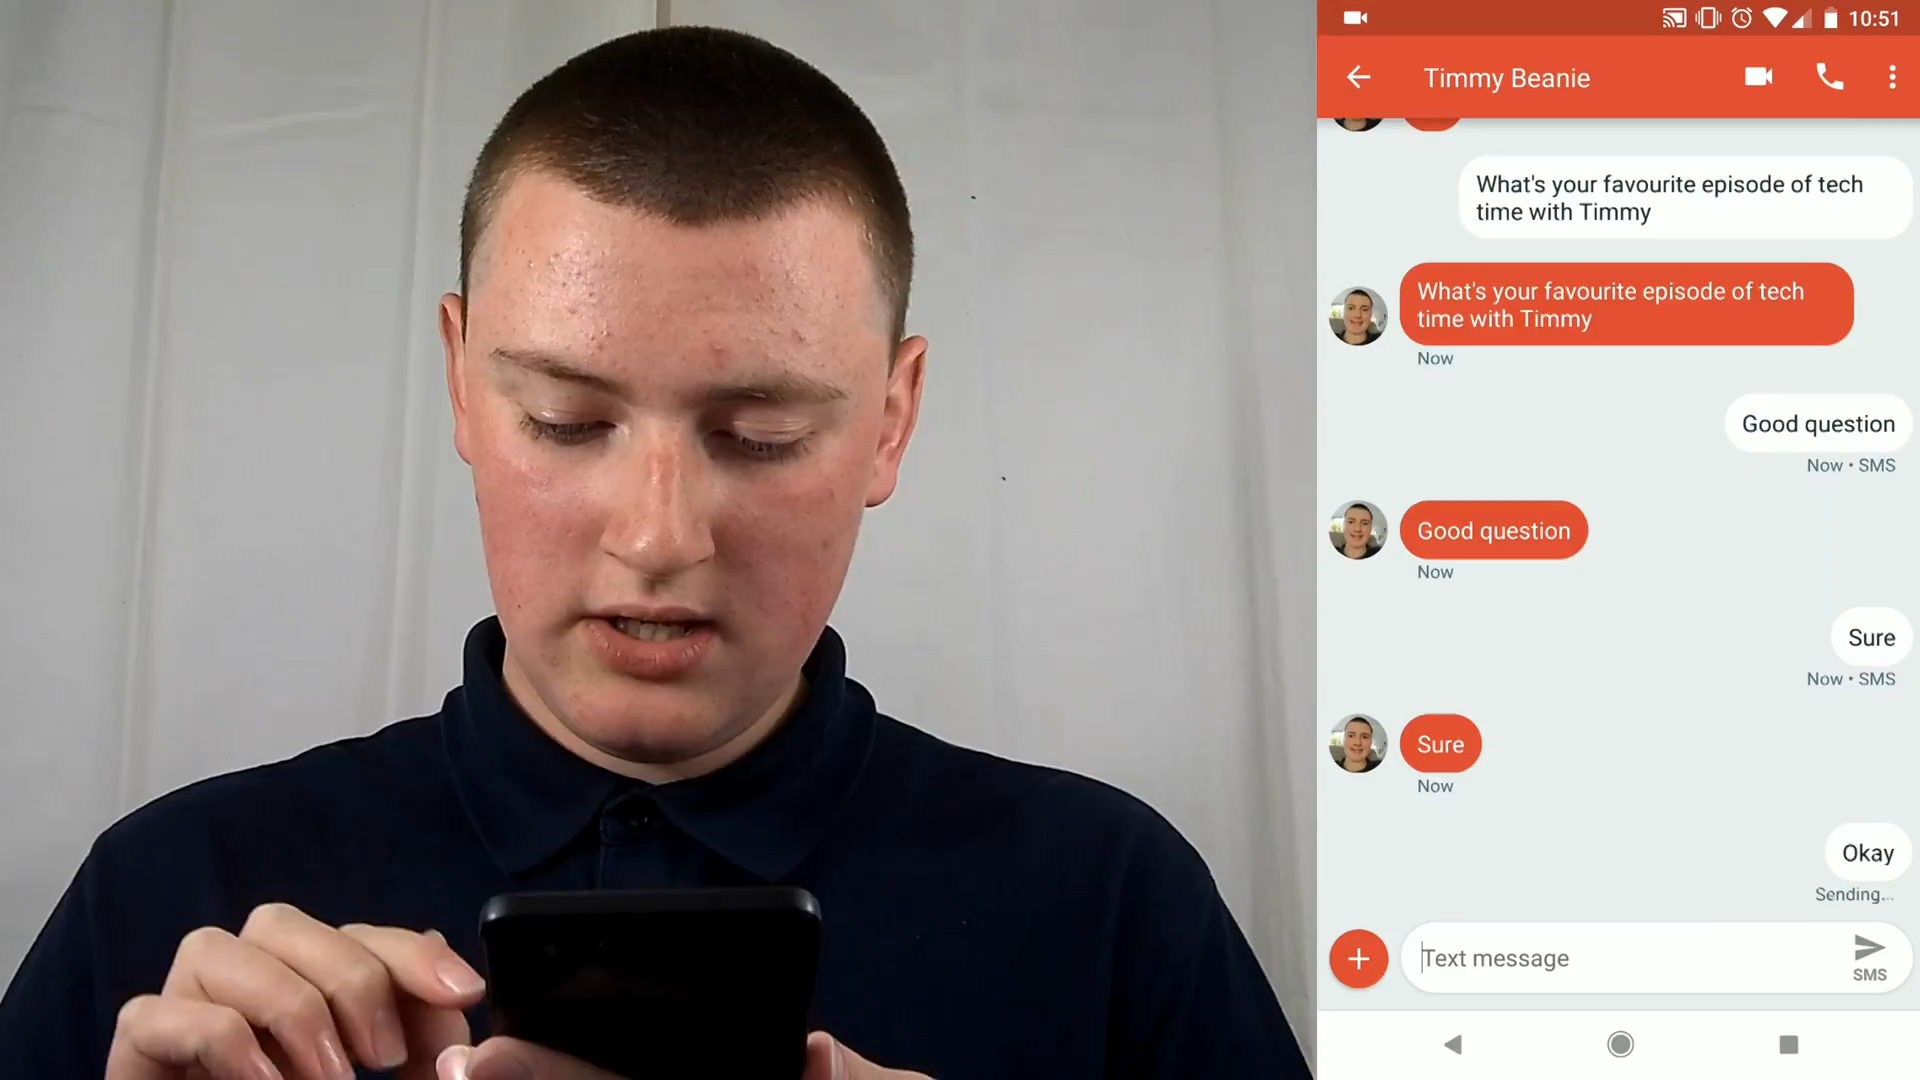 10:51
Timmy Beanie
What's your favourite episode of tech
time with Timmy
What's your favourite episode of tech
time with Timmy
Now
Good question
Now • SMS
Good question
Now
Sure
Now • SMS
Sure
Now
Okay
Sending...
Text message
SMS